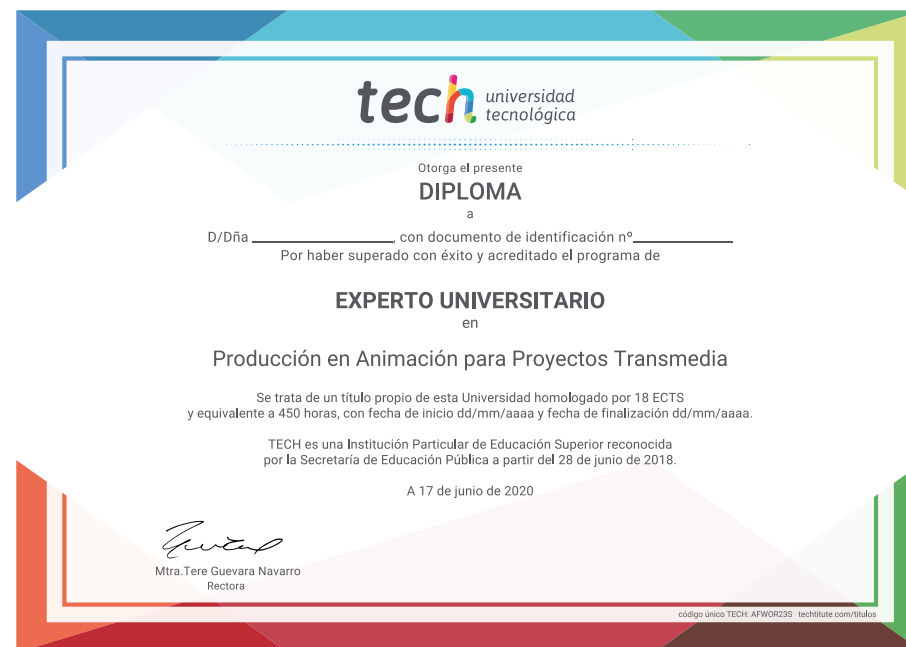 tech universidad
tecnológica
Otorga el presente
DIPLOMA
a
D/Dña ____________________, con documento de identificación nº______________
Por haber superado con éxito y acreditado el programa de
EXPERTO UNIVERSITARIO
en
Producción en Animación para Proyectos Transmedia
Se trata de un título propio de esta Universidad homologado por 18 ECTS
y equivalente a 450 horas, con fecha de inicio dd/mm/aaaa y fecha de finalización dd/mm/aaaa.
TECH es una Institución Particular de Educación Superior reconocida
por la Secretaría de Educación Pública a partir del 28 de junio de 2018.
A 17 de junio de 2020
Mtra.Tere Guevara Navarro
Rectora
código único TECH: AFWOR23S techtitute.com/titulos